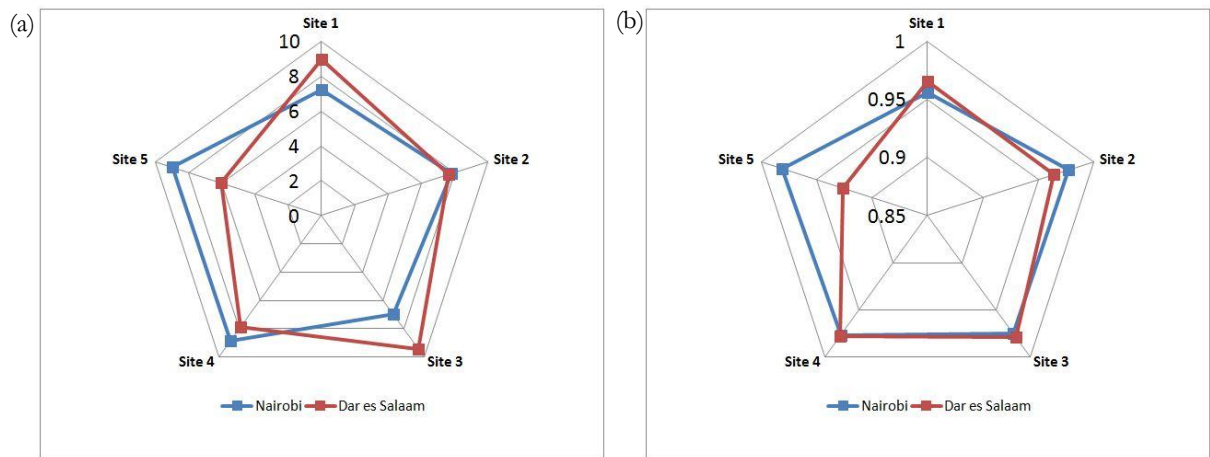 (a)
Site 1
10
8
6
4
2
0
Site 2
Site 3
Site 4
Site 5
Nairobi Dar es Salaam
(b)
Site 1
1
0.95
0.9
0.85
Site 2
Site 3
Site 4
Site 5
Nairobi Dar es Salaam